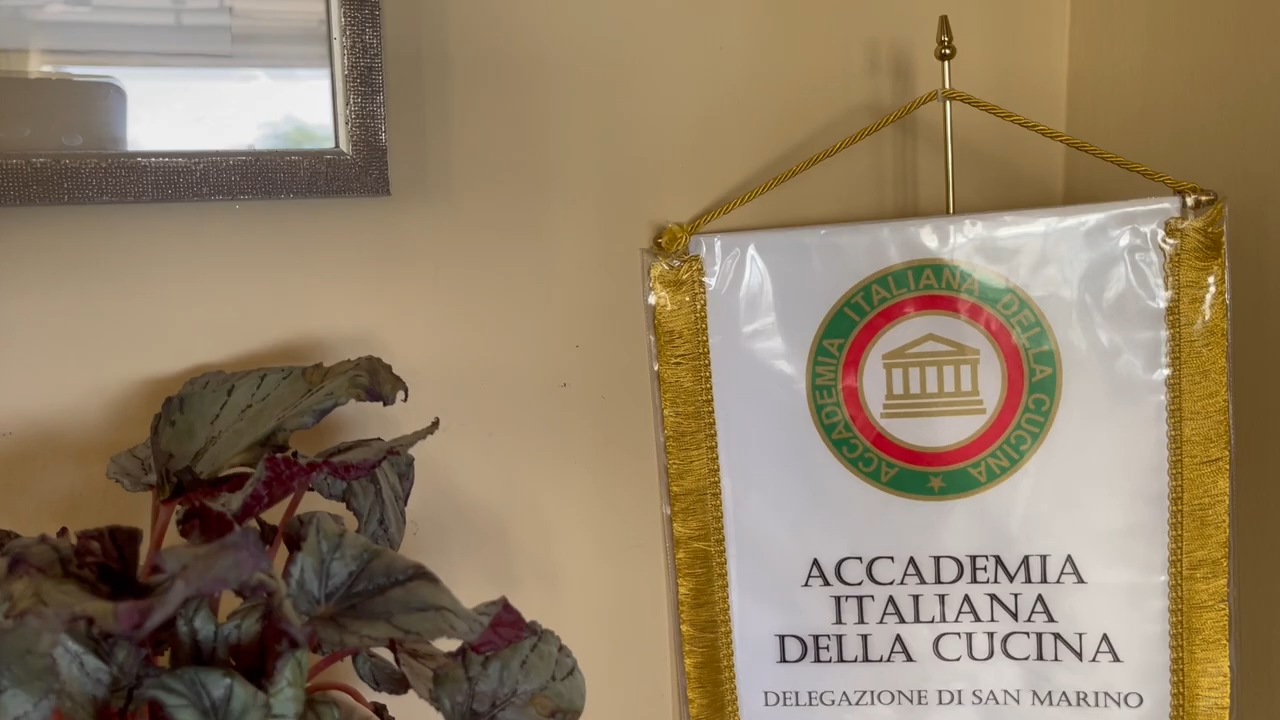 ACCADEMIA ITALIANA DELLA CUCINA
ACCADEMIA
ITALIANA
DELLA CUCINA
DELEGAZIONE DI SAN MARINO